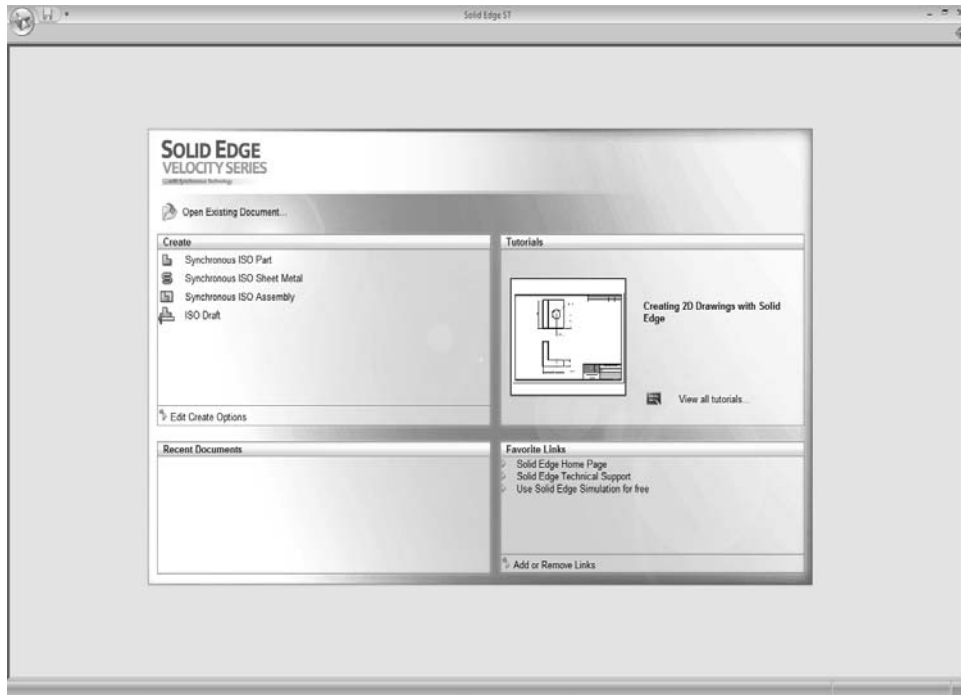 Solid Edge ST
SOLID EDGE
VELOCITY SERIES
...with Synchronous Technology
Open Existing Document...
Create
Synchronous ISO Part
Synchronous ISO Sheet Metal
Synchronous ISO Assembly
ISO Draft
Edit Create Options
Tutorials
Creating 2D Drawings with Solid
Edge
View all tutorials...
Recent Documents
Favorite Links
Solid Edge Home Page
Solid Edge Technical Support
Use Solid Edge Simulation for free
Add or Remove Links